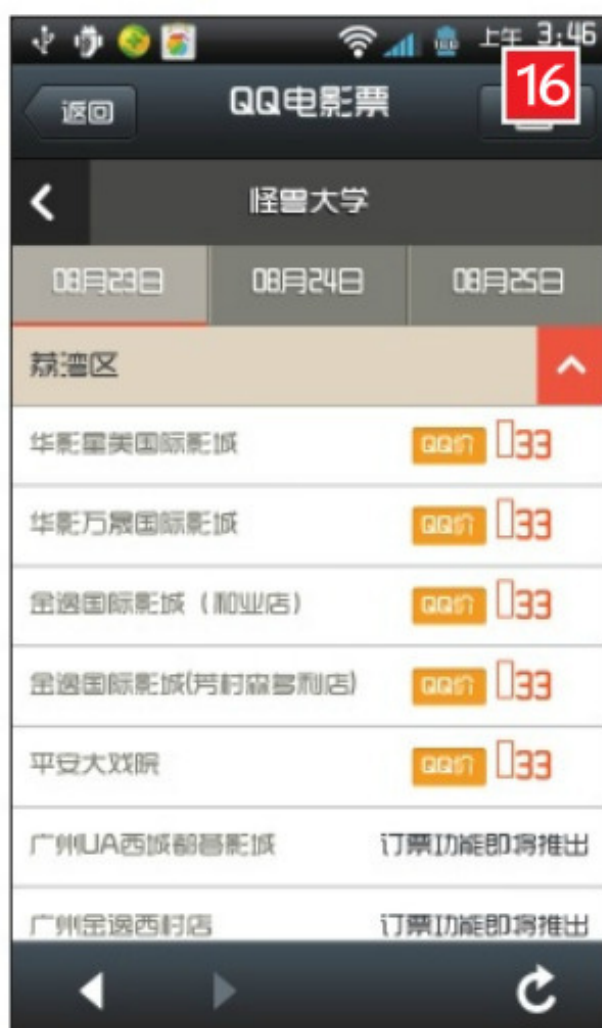 上午 3:46
16
返回
QQ电影票
怪兽大学
08月23日 08月24日 08月25日
荔湾区
华影星美国际影城 QQ价 33
华影万晟国际影城 QQ价 33
金逸国际影城（和业店） QQ价 33
金逸国际影城(芳村森多利店) QQ价 33
平安大戏院 QQ价 33
广州UA西城都荟影城 订票功能即将推出
广州金逸西村店 订票功能即将推出